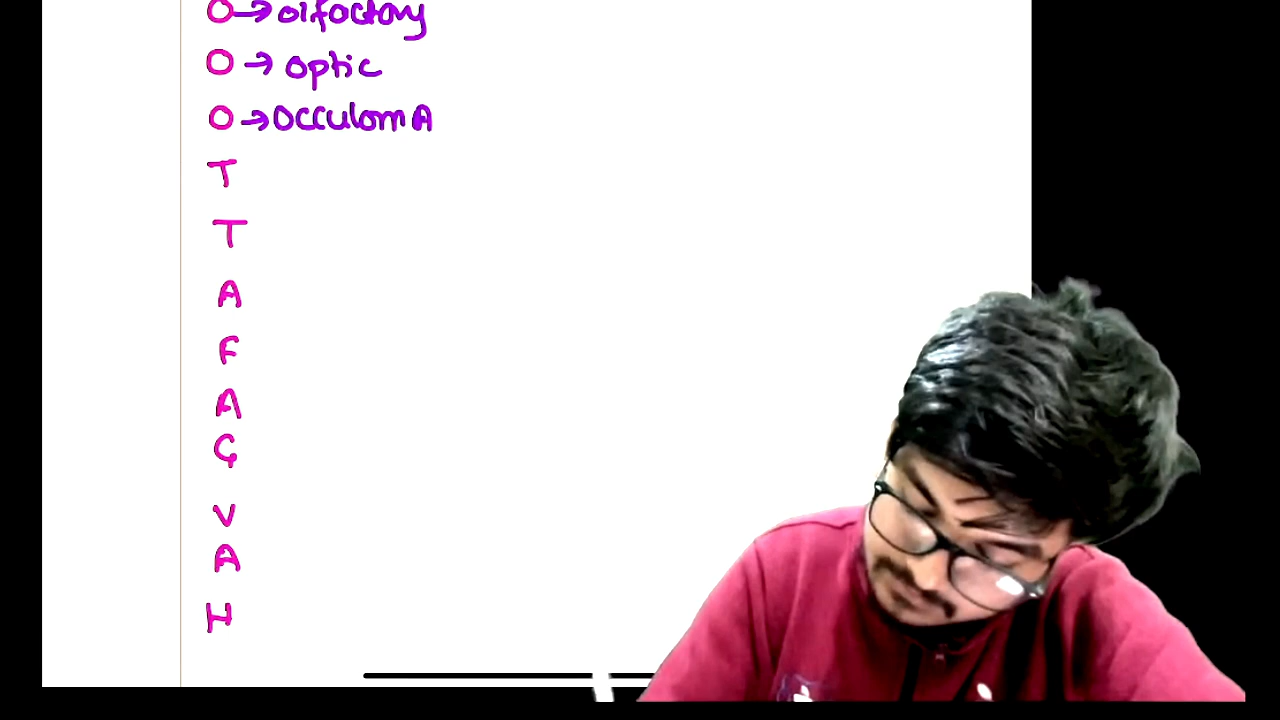 O→olfactory
O → optic
O →OcculomA
T
T
A
F
A
G
V
A
H